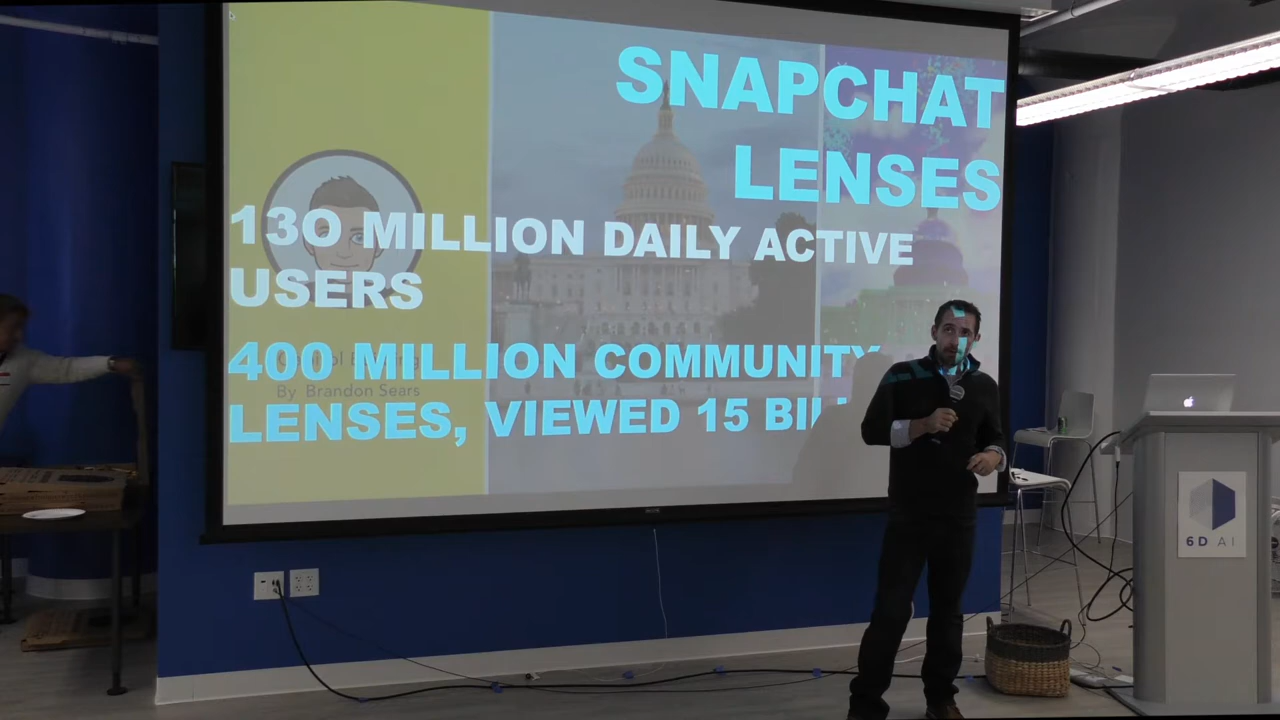 SNAPCHAT
LENSES
130 MILLION DAILY ACTIVE
USERS
400 MILLION COMMUNITY
By Brandon Sears
LENSES, VIEWED 15
6D AI